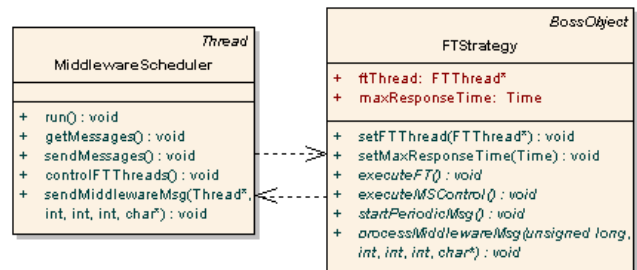 Thread
MiddlewareScheduler
+ run() : void
+ getMessages() : void
+ sendMessages() : void
+ controlFTThreads() : void
+ sendMiddlewareMsg(Thread*,
int, int, int, char*) : void
BossObject
FTStrategy
+ ftThread: FTThread*
+ maxResponseTime: Time
+ setFTThread(FTThread*) : void
+ setMaxResponseTime(Time) : void
+ executeFT() : void
+ executeMSControl() : void
+ startPeriodicMsg() : void
+ processMiddlewareMsg(unsigned long,
int, int, int, char*) : void